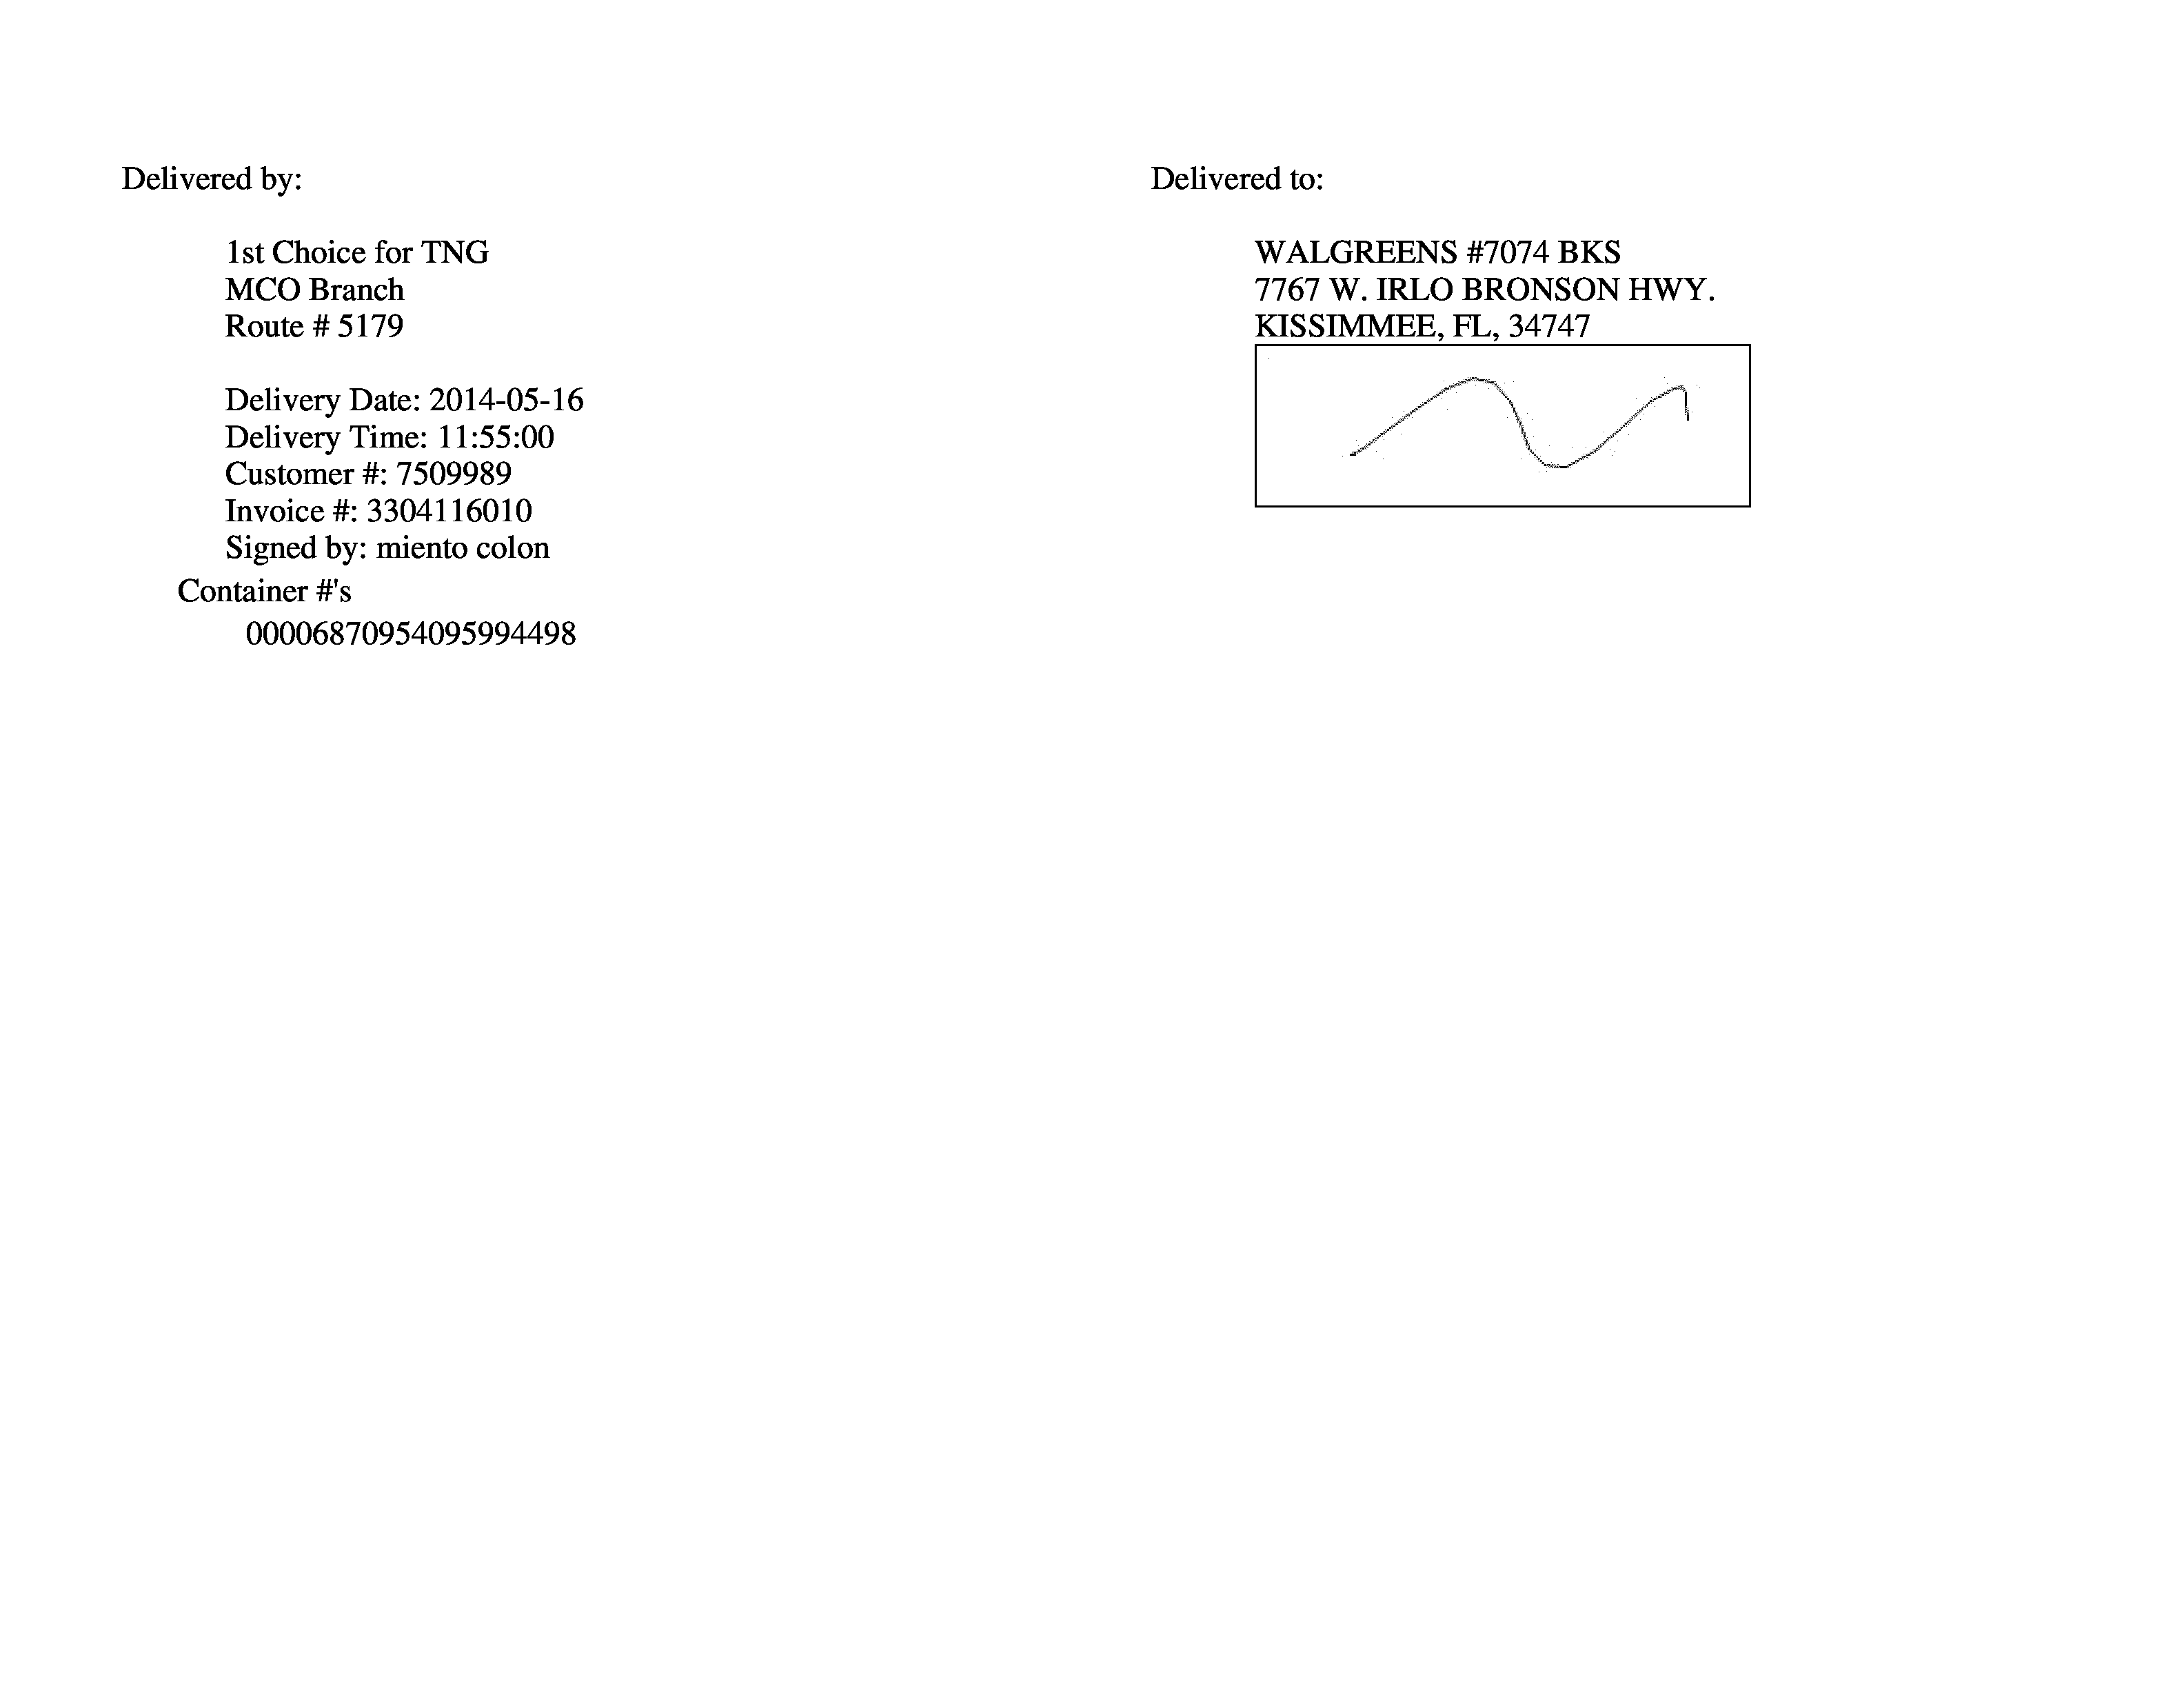 Delivered by:
1st Choice for TNG
MCO Branch
Route # 5179
Delivery Date: 2014-05-16
Delivery Time: 11:55:00
Customer #: 7509989
Invoice #: 3304116010
Signed by: miento colon
Container #'s
00006870954095994498
Delivered to:
WALGREENS #7074 BKS
7767 W. IRLO BRONSON HWY.
KISSIMMEE, FL, 34747